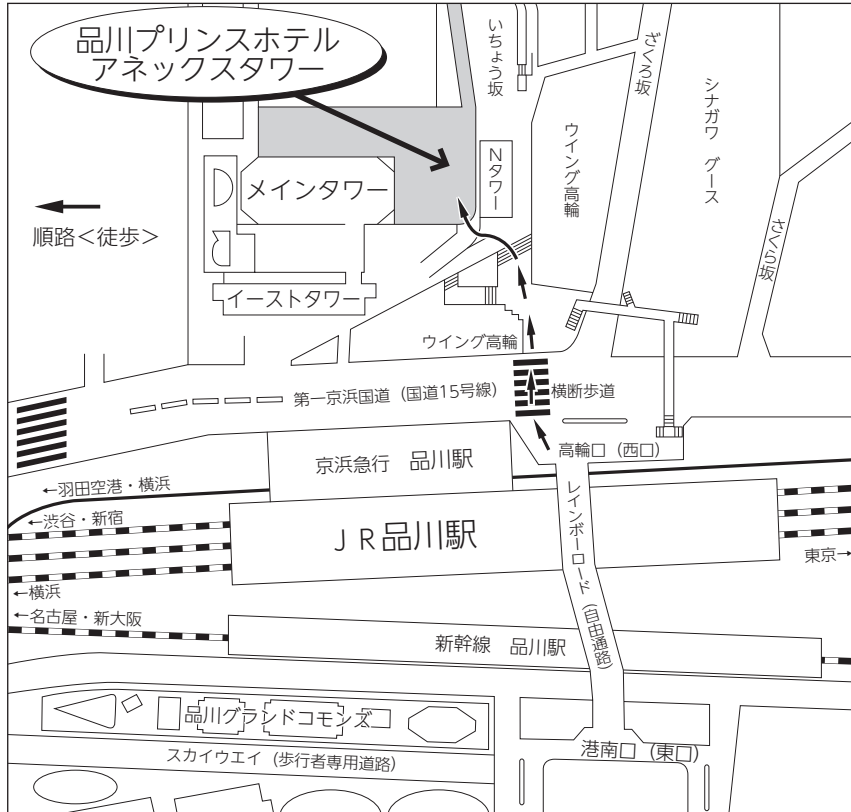 品川プリンスホテル
アネックスタワー
いちょう坂
ざくろ坂
シナガワ グース
ウイング高輪
Nタワー
メインタワー
順路＜徒歩＞
さくら坂
イーストタワー
ウイング高輪
第一京浜国道（国道15号線）
横断歩道
高輪口（西口）
京浜急行 品川駅
←羽田空港・横浜
←渋谷・新宿
JR品川駅
レインボーロード（自由通路）
東京→
←横浜
←名古屋・新大阪
新幹線 品川駅
品川グランドコモンズ
スカイウエイ（歩行者専用道路）
港南口（東口）